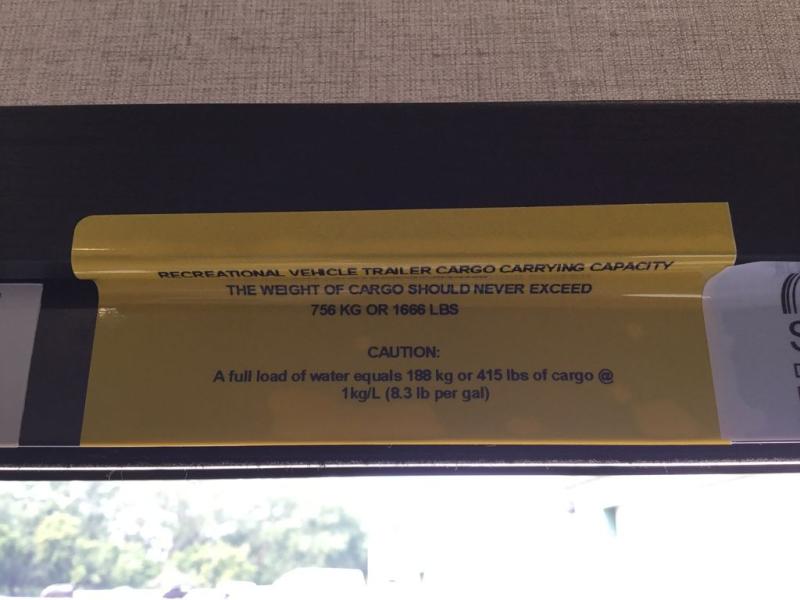 RECREATIONAL VEHICLE TRAILER CARGO CARRYING CAPACITY
THE WEIGHT OF CARGO SHOULD NEVER EXCEED
756 KG OR 1666 LBS
CAUTION:
A full load of water equals 188 kg or 415 lbs of cargo @
1kg/L (8.3 lb per gal)